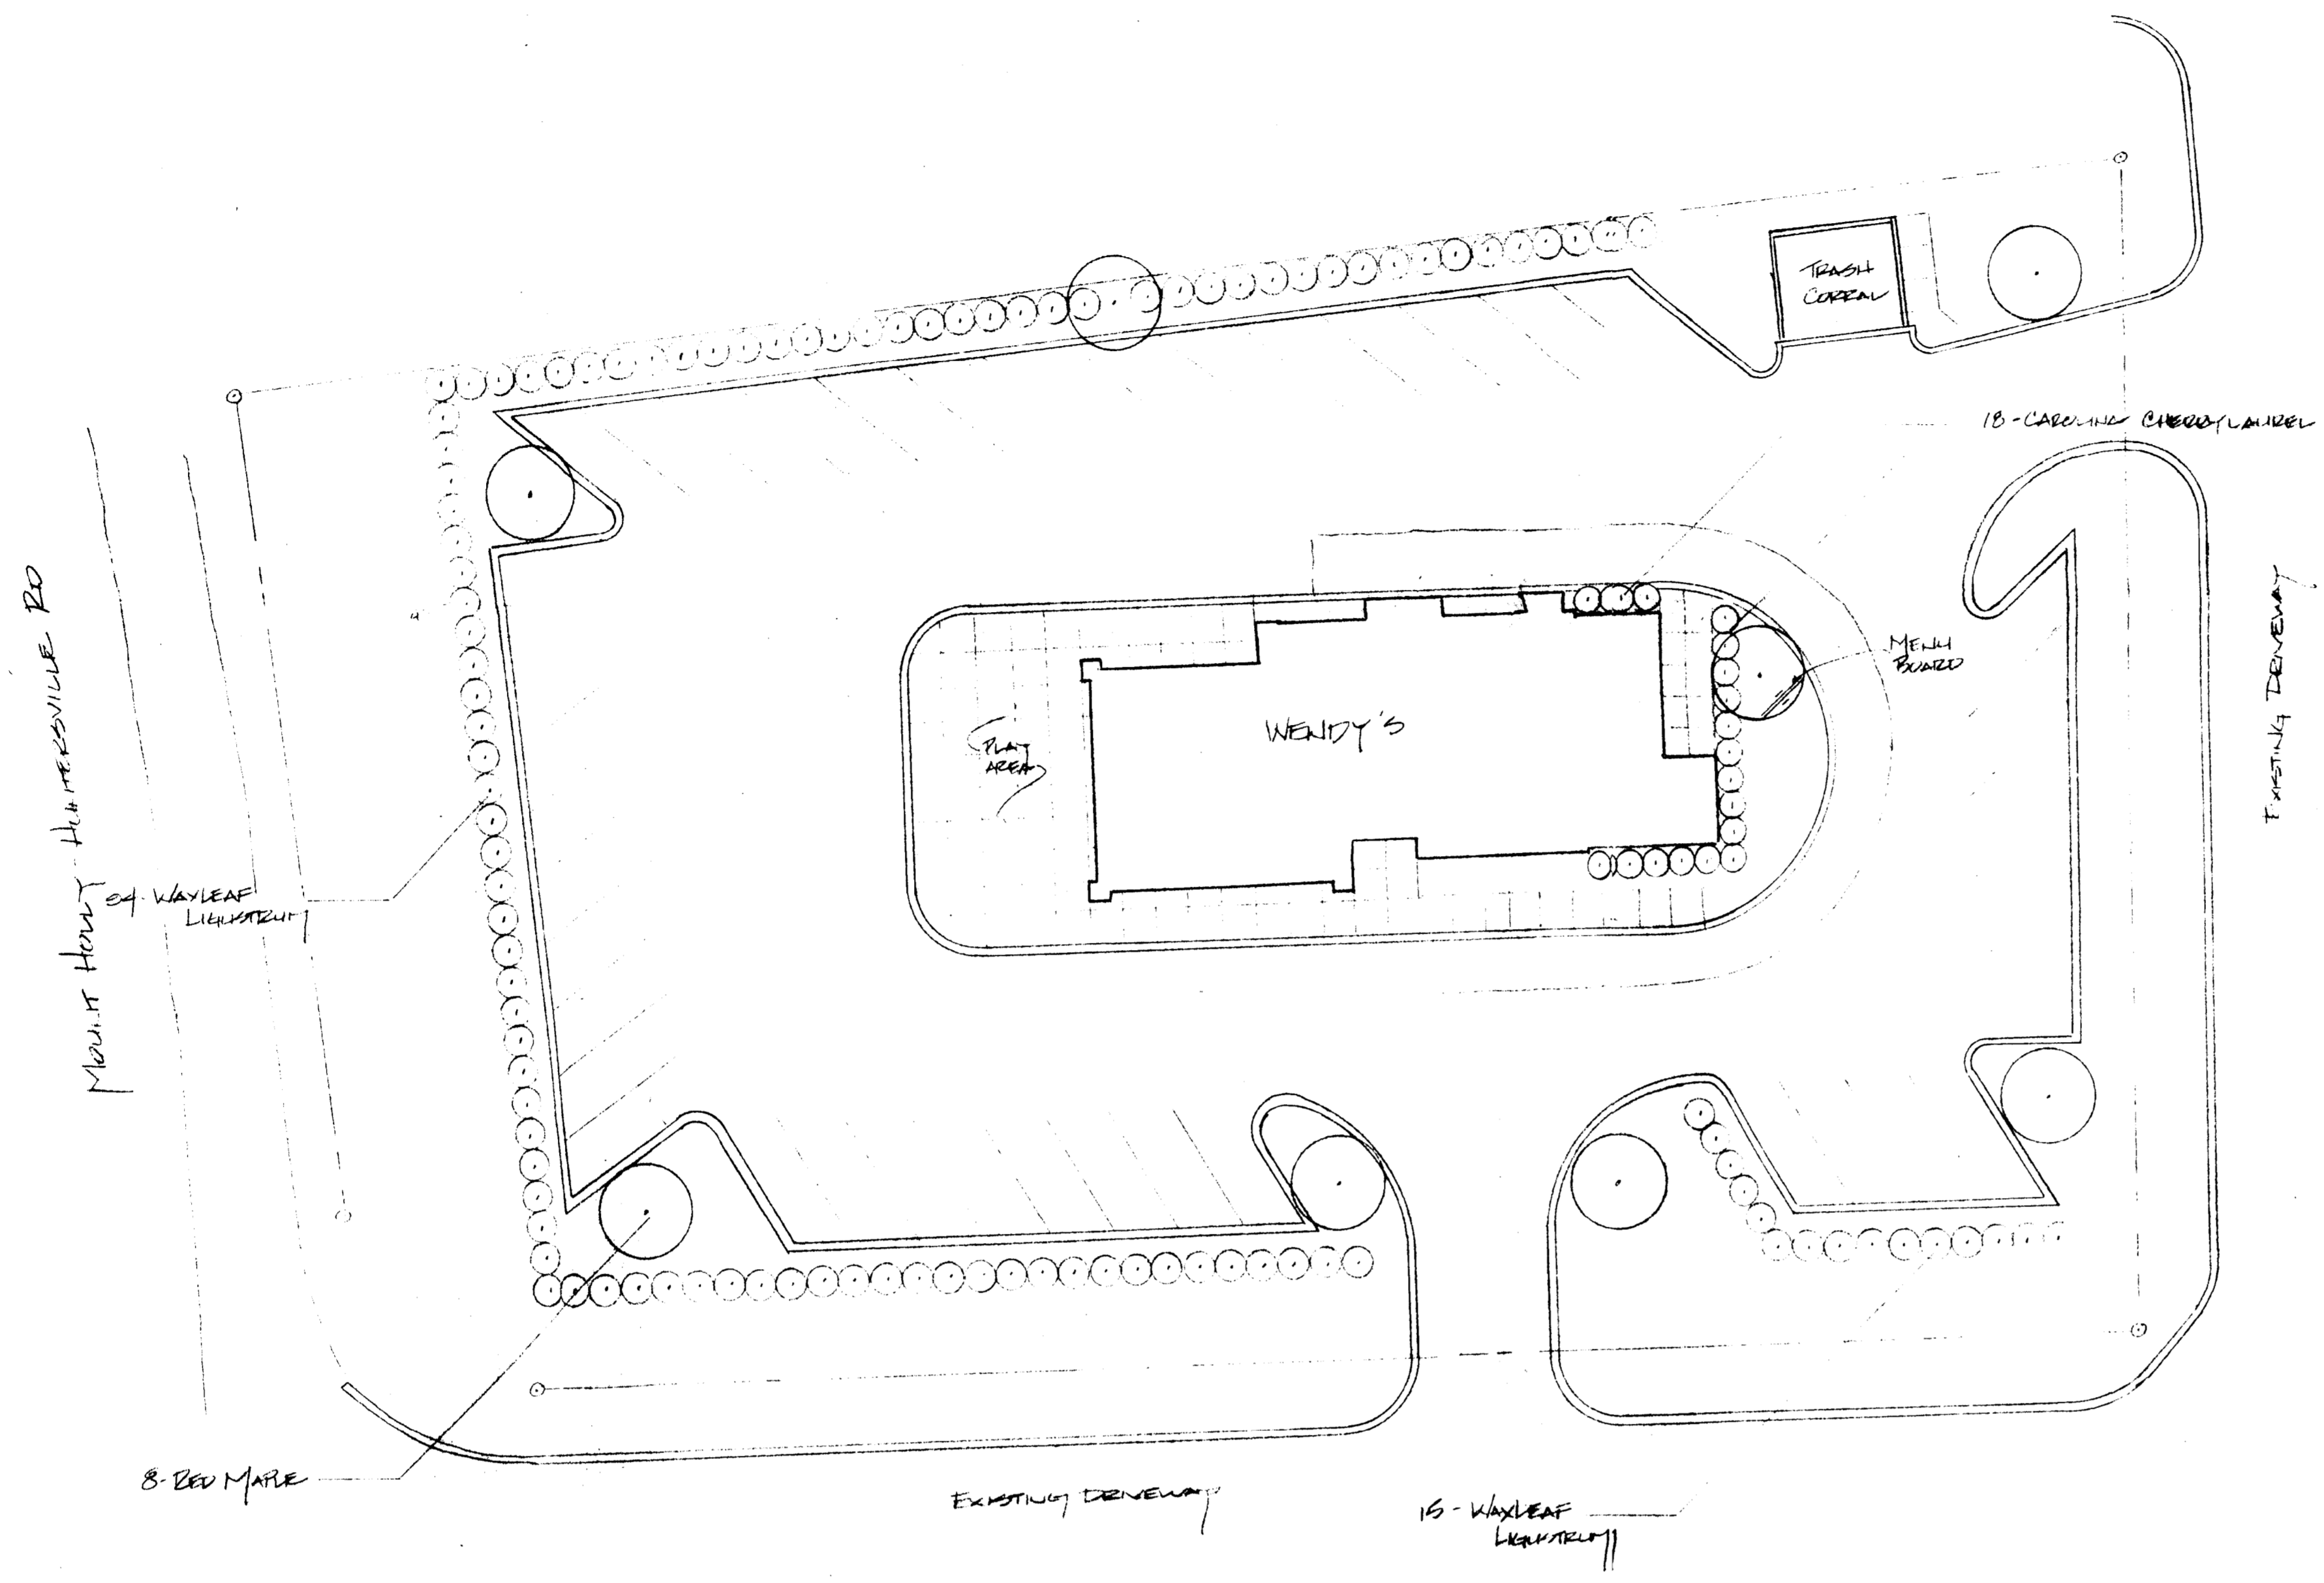 TRASH
CORRAL
18-CAROLINA CHERRYLAUREL
MENU
BOARD
WENDY'S
PLAY
AREA
EXISTING DRIVEWAY
MOUNT HOLLY - HUNTERSVILLE RD
WAXLEAF
LIGUSTRUM
8-RED MAPLE
EXISTING DRIVEWAY
15-WAXLEAF
LIGUSTRUM